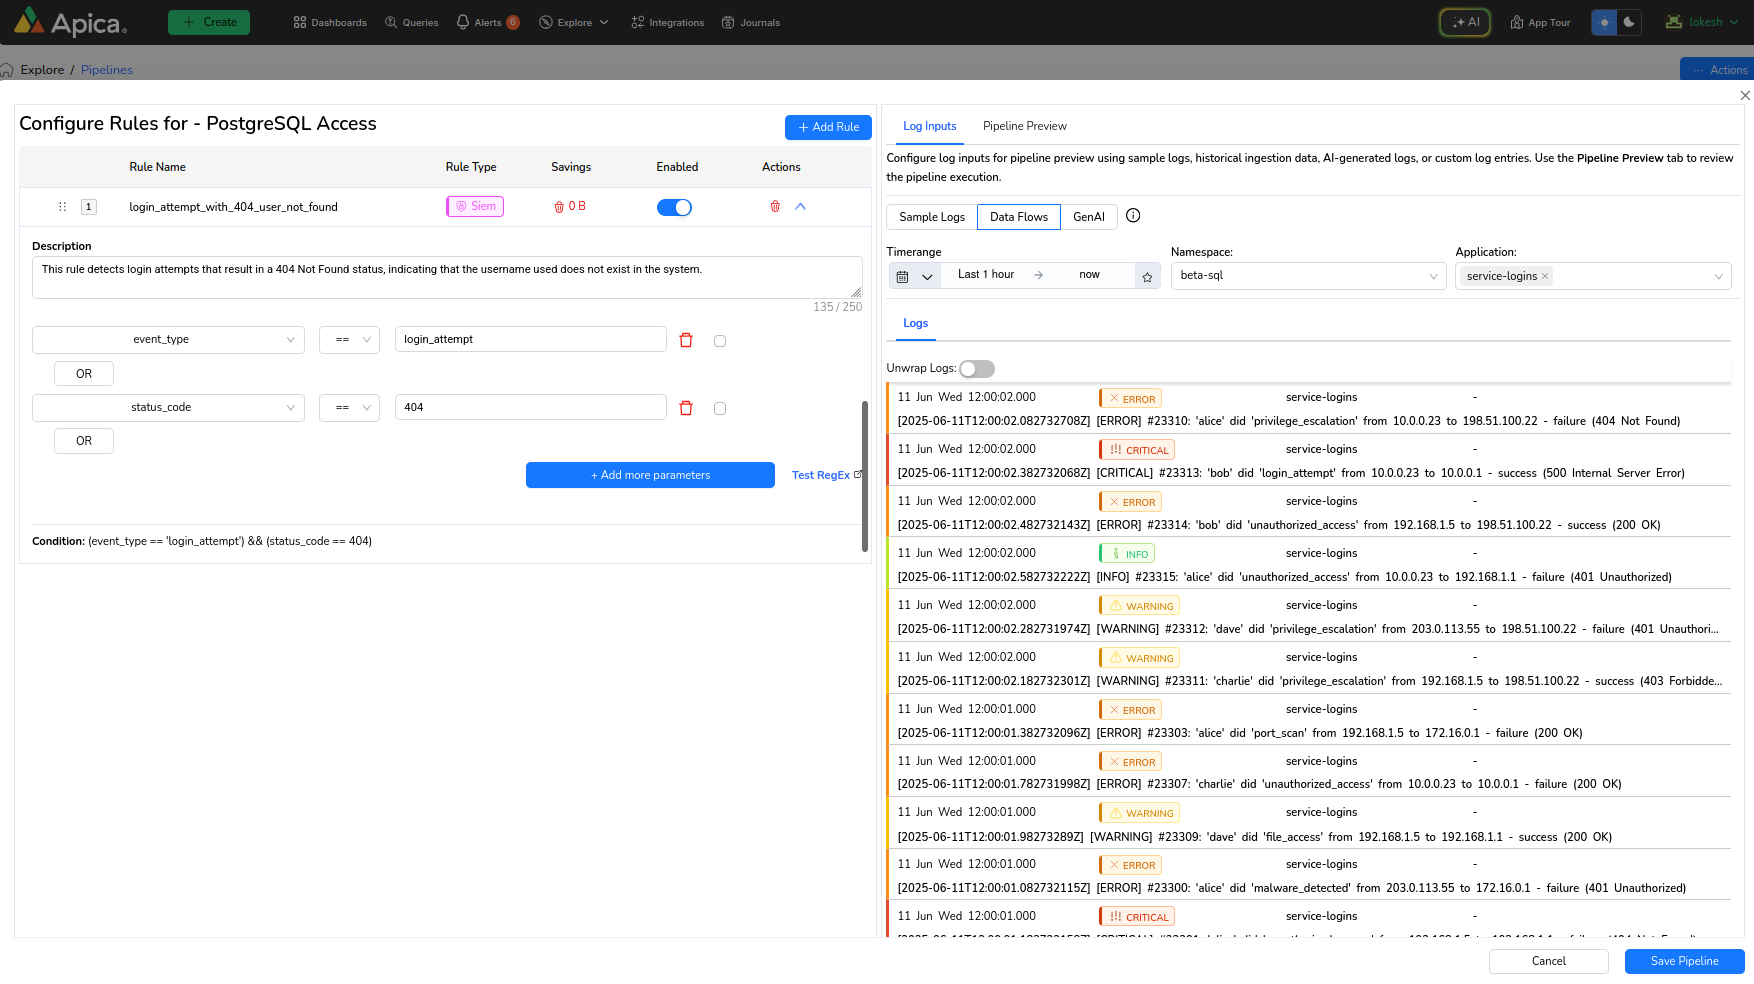 Apica
+ Create
Dashboards
Queries
Alerts 6
Explore
Integrations
Journals
AI
App Tour
lokesh
Explore / Pipelines
··· Actions
Configure Rules for - PostgreSQL Access
+ Add Rule
Rule Name Rule Type Savings Enabled Actions
1 login_attempt_with_404_user_not_found Siem 0 B
Description
This rule detects login attempts that result in a 404 Not Found status, indicating that the username used does not exist in the system.
135 / 250
event_type == login_attempt
OR
status_code == 404
OR
+ Add more parameters
Test RegEx
Condition: (event_type == 'login_attempt') && (status_code == 404)
Log Inputs Pipeline Preview
Configure log inputs for pipeline preview using sample logs, historical ingestion data, AI-generated logs, or custom log entries. Use the Pipeline Preview tab to review
the pipeline execution.
Sample Logs Data Flows GenAI
Timerange Namespace: Application:
Last 1 hour → now beta-sql service-logins ×
Logs
Unwrap Logs:
11 Jun Wed 12:00:02.000 ERROR service-logins -
[2025-06-11T12:00:02.082732708Z] [ERROR] #23310: 'alice' did 'privilege_escalation' from 10.0.0.23 to 198.51.100.22 - failure (404 Not Found)
11 Jun Wed 12:00:02.000 !!! CRITICAL service-logins -
[2025-06-11T12:00:02.382732068Z] [CRITICAL] #23313: 'bob' did 'login_attempt' from 10.0.0.23 to 10.0.0.1 - success (500 Internal Server Error)
11 Jun Wed 12:00:02.000 ERROR service-logins -
[2025-06-11T12:00:02.482732143Z] [ERROR] #23314: 'bob' did 'unauthorized_access' from 192.168.1.5 to 198.51.100.22 - success (200 OK)
11 Jun Wed 12:00:02.000 INFO service-logins -
[2025-06-11T12:00:02.582732222Z] [INFO] #23315: 'alice' did 'unauthorized_access' from 10.0.0.23 to 192.168.1.1 - failure (401 Unauthorized)
11 Jun Wed 12:00:02.000 WARNING service-logins -
[2025-06-11T12:00:02.282731974Z] [WARNING] #23312: 'dave' did 'privilege_escalation' from 203.0.113.55 to 198.51.100.22 - failure (401 Unauthori...
11 Jun Wed 12:00:02.000 WARNING service-logins -
[2025-06-11T12:00:02.182732301Z] [WARNING] #23311: 'charlie' did 'privilege_escalation' from 192.168.1.5 to 198.51.100.22 - success (403 Forbidde...
11 Jun Wed 12:00:01.000 ERROR service-logins -
[2025-06-11T12:00:01.382732096Z] [ERROR] #23303: 'alice' did 'port_scan' from 192.168.1.5 to 172.16.0.1 - failure (200 OK)
11 Jun Wed 12:00:01.000 ERROR service-logins -
[2025-06-11T12:00:01.782731998Z] [ERROR] #23307: 'charlie' did 'unauthorized_access' from 10.0.0.23 to 10.0.0.1 - failure (200 OK)
11 Jun Wed 12:00:01.000 WARNING service-logins -
[2025-06-11T12:00:01.98273289Z] [WARNING] #23309: 'dave' did 'file_access' from 192.168.1.5 to 192.168.1.1 - success (200 OK)
11 Jun Wed 12:00:01.000 ERROR service-logins -
[2025-06-11T12:00:01.082732115Z] [ERROR] #23300: 'alice' did 'malware_detected' from 203.0.113.55 to 172.16.0.1 - failure (401 Unauthorized)
11 Jun Wed 12:00:01.000 !!! CRITICAL service-logins -
Cancel Save Pipeline